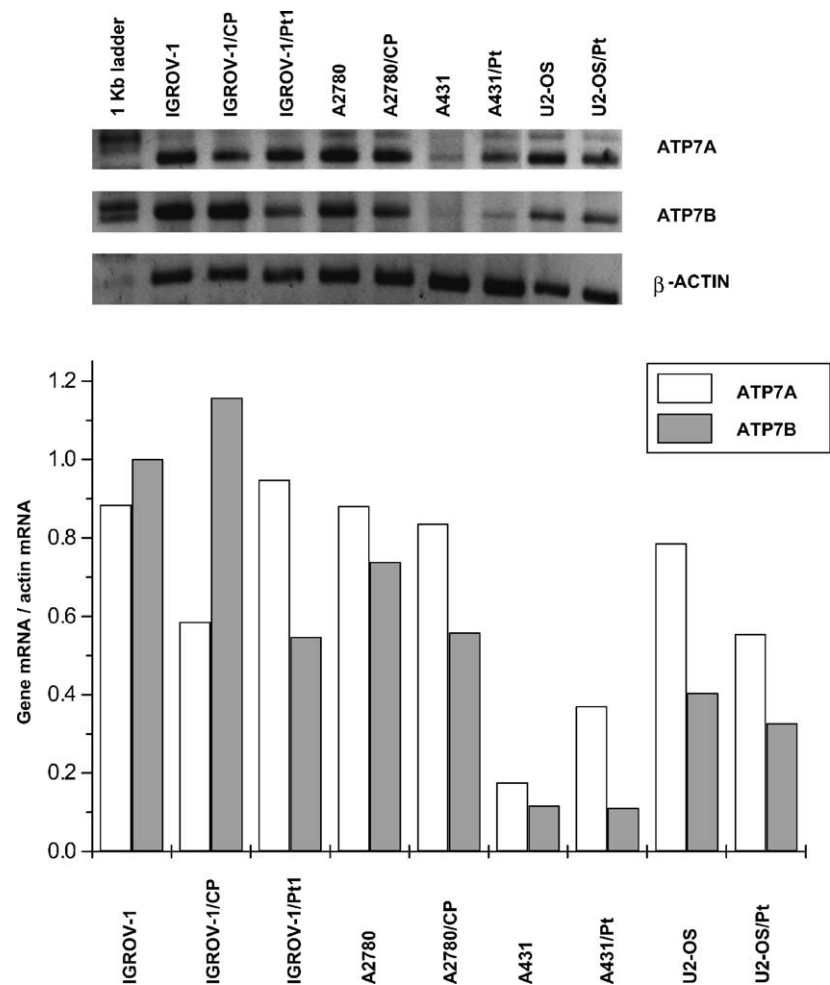 1 Kb ladder
IGROV-1
IGROV-1/CP
IGROV-1/Pt1
A2780
A2780/CP
A431
A431/Pt
U2-OS
U2-OS/Pt
ATP7A
ATP7B
β-ACTIN
ATP7A
ATP7B
Gene mRNA / actin mRNA
1.2
1.0
0.8
0.6
0.4
0.2
0.0
IGROV-1
IGROV-1/CP
IGROV-1/Pt1
A2780
A2780/CP
A431
A431/Pt
U2-OS
U2-OS/Pt